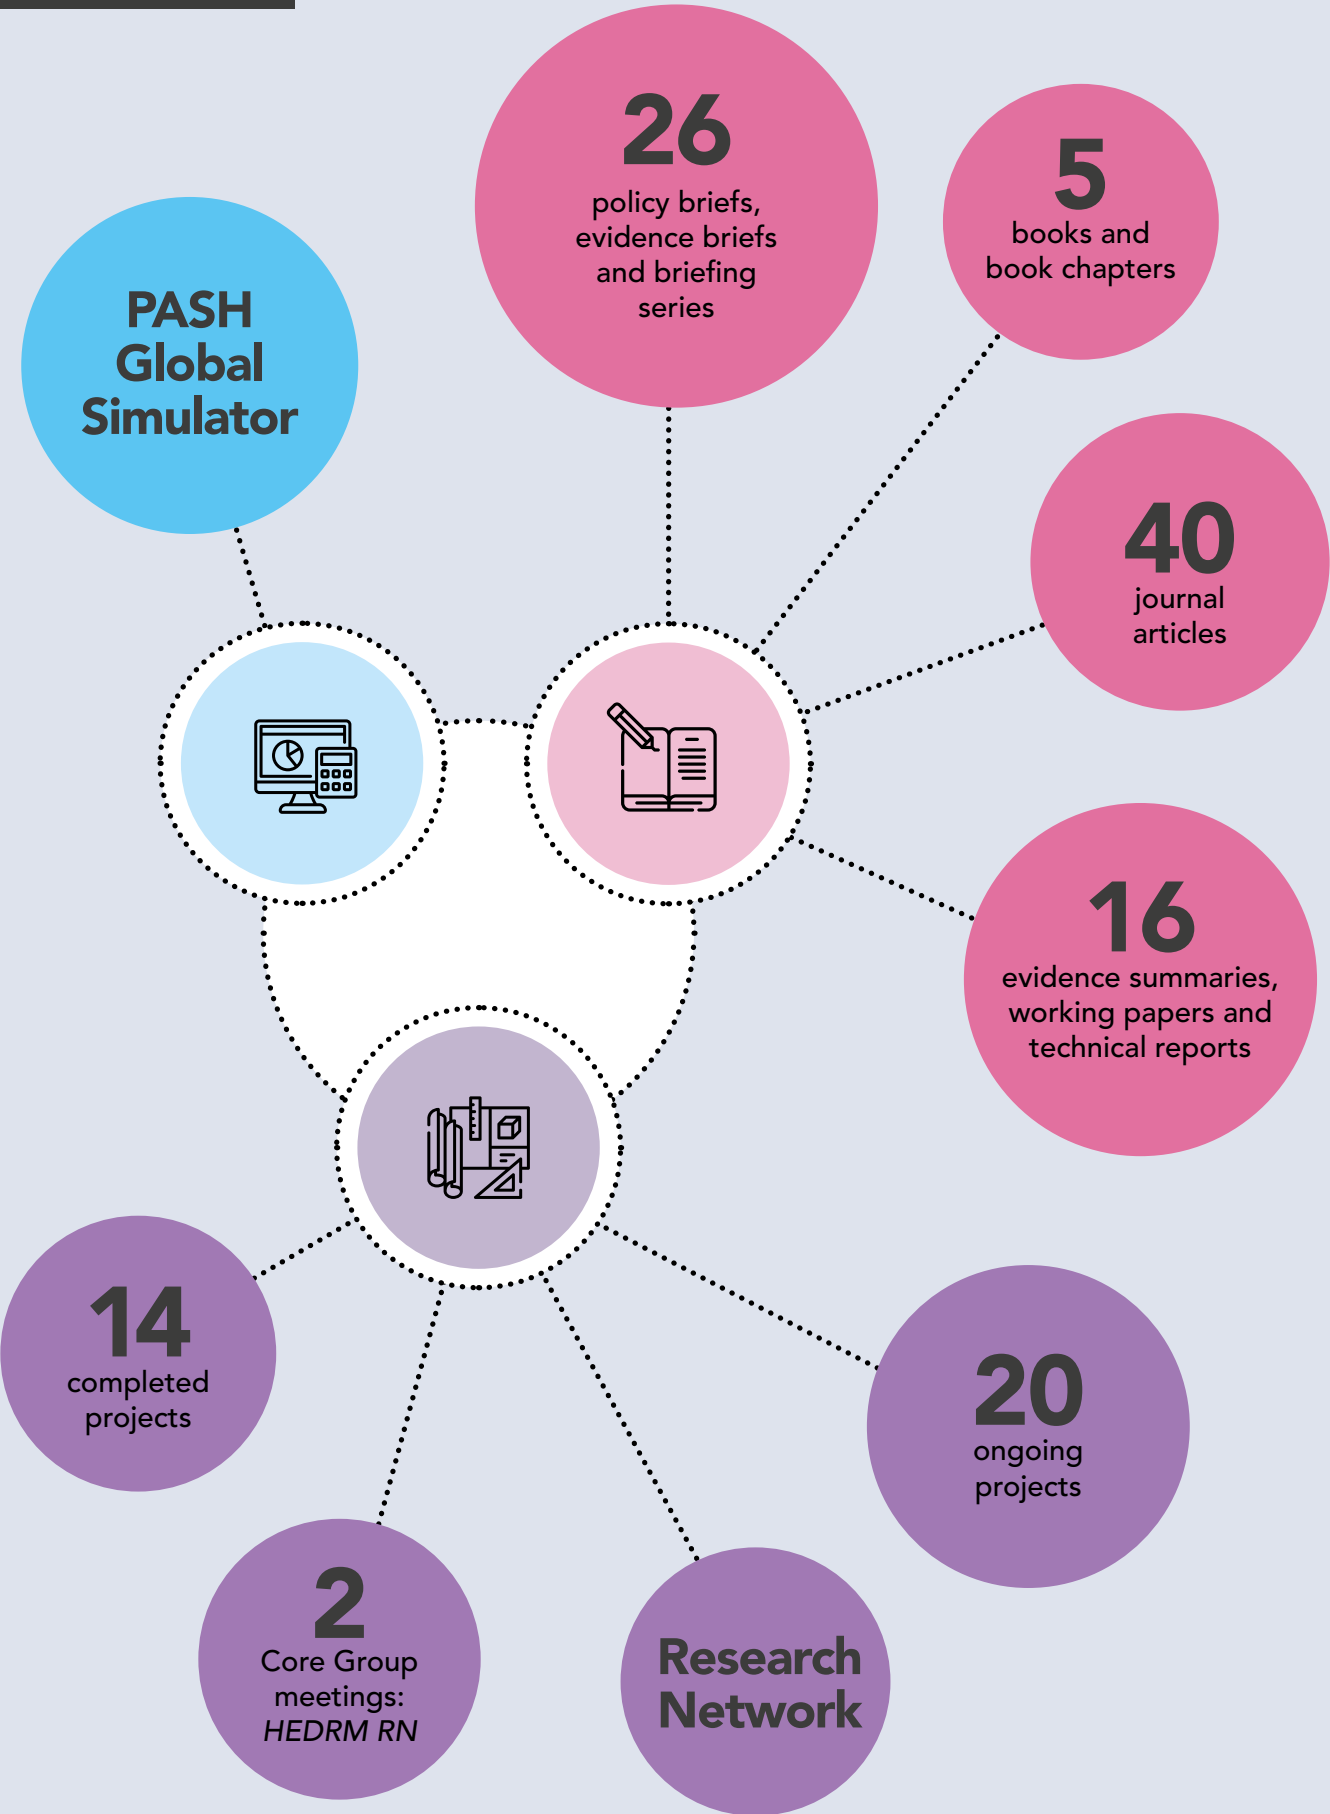 26
policy briefs,
evidence briefs
and briefing
series
5
books and
book chapters
PASH
Global
Simulator
40
journal
articles
16
evidence summaries,
working papers and
technical reports
14
completed
projects
20
ongoing
projects
2
Core Group
meetings:
HEDRM RN
Research
Network